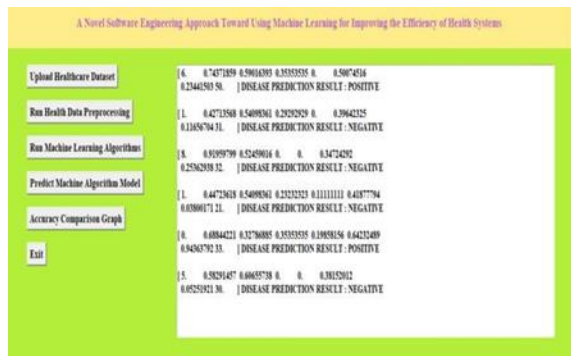 A Novel Software Engineering Approach Toward Using Machine Learning for Improving the Efficiency of Health Systems
Upload Healthcare Dataset
Run Health Data Preprocessing
Run Machine Learning Algorithms
Predict Machine Algorithm Model
Accuracy Comparison Graph
Exit
[ 6. 0.74371859 0.59016393 0.35353535 0. 0.50074516
0.23441503 50. ] DISEASE PREDICTION RESULT : POSITIVE
[ 1. 0.42713568 0.54098361 0.29292929 0. 0.39642325
0.11656704 31. ] DISEASE PREDICTION RESULT : NEGATIVE
[ 8. 0.91959799 0.52459016 0. 0. 0.34724292
0.25362938 32. ] DISEASE PREDICTION RESULT : NEGATIVE
[ 1. 0.44723618 0.54098361 0.23232323 0.11111111 0.41877794
0.03800171 21. ] DISEASE PREDICTION RESULT : NEGATIVE
[ 0. 0.68844221 0.32786885 0.35353535 0.19858156 0.64232489
0.94363792 33. ] DISEASE PREDICTION RESULT : POSITIVE
[ 5. 0.58291457 0.60655738 0. 0. 0.38152012
0.05251921 30. ] DISEASE PREDICTION RESULT : NEGATIVE